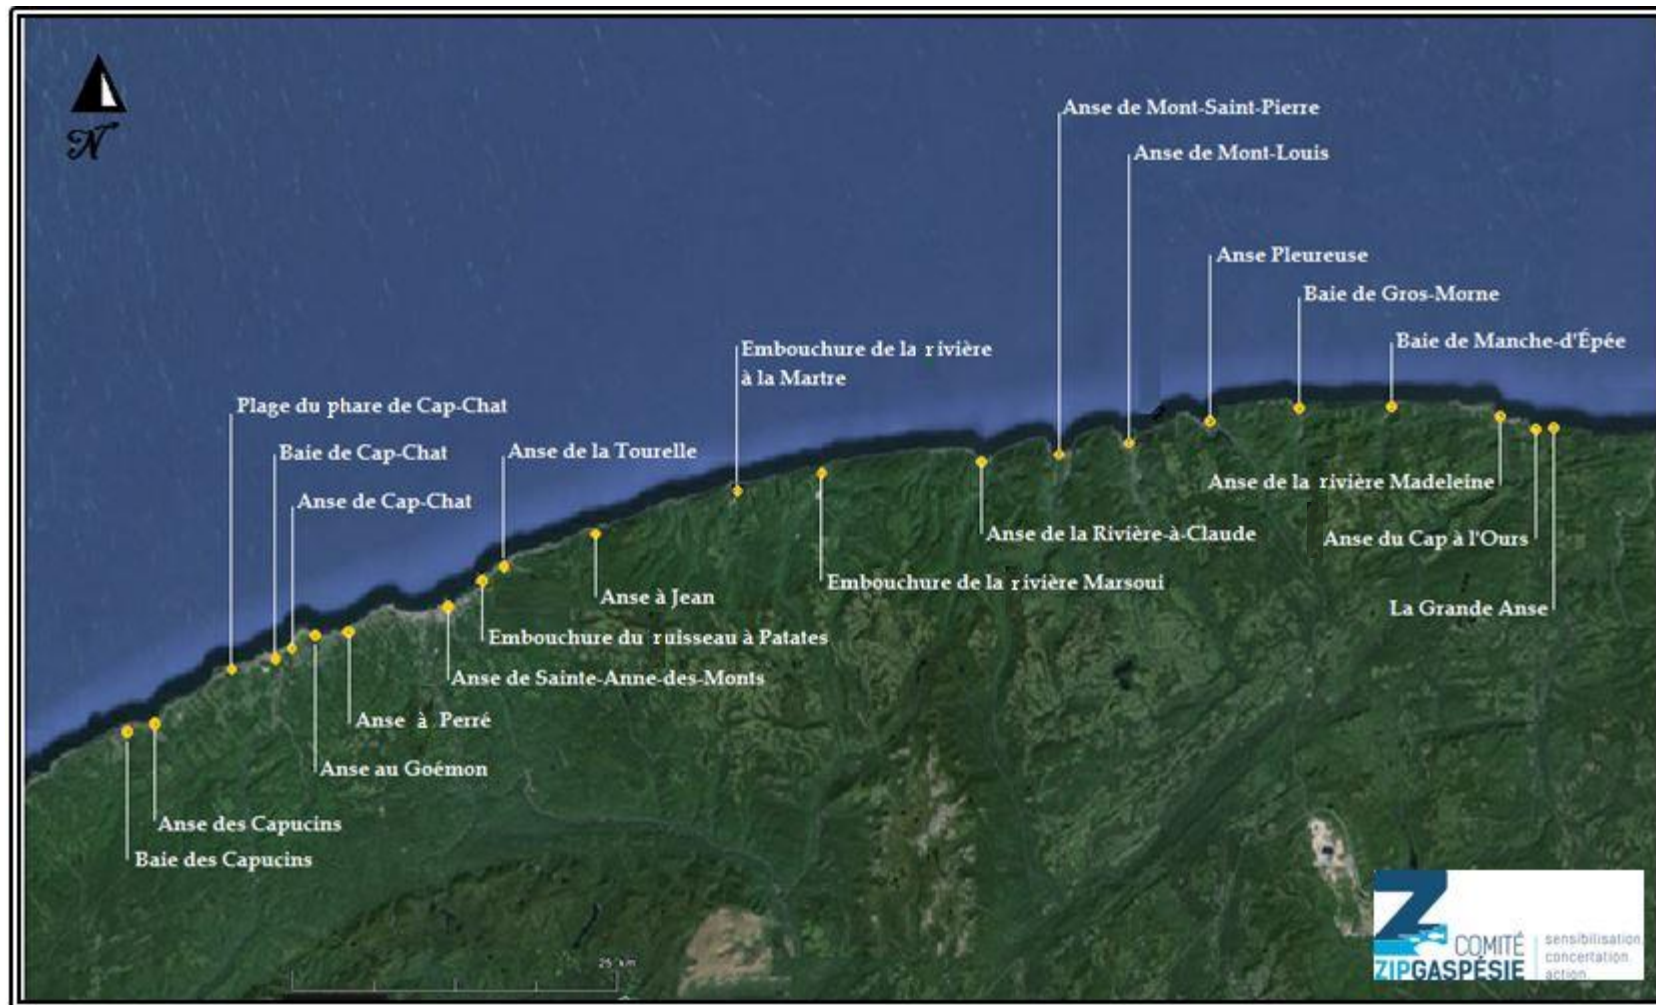 N
Anse de Mont-Saint-Pierre
Anse de Mont-Louis
Anse Pleureuse
Baie de Gros-Morne
Baie de Manche-d'Épée
Embouchure de la rivière
à la Martre
Plage du phare de Cap-Chat
Baie de Cap-Chat
Anse de la Tourelle
Anse de Cap-Chat
Anse de la rivière Madeleine
Anse de la Rivière-à-Claude
Anse du Cap à l'Ours
Embouchure de la rivière Marsoui
Anse à Jean
La Grande Anse
Embouchure du ruisseau à Patates
Anse de Sainte-Anne-des-Monts
Anse à Perré
Anse au Goémon
Anse des Capucins
Baie des Capucins
25 km
COMITÉ
ZIPGASPÉSIE
sensibilisation.
concertation.
action.